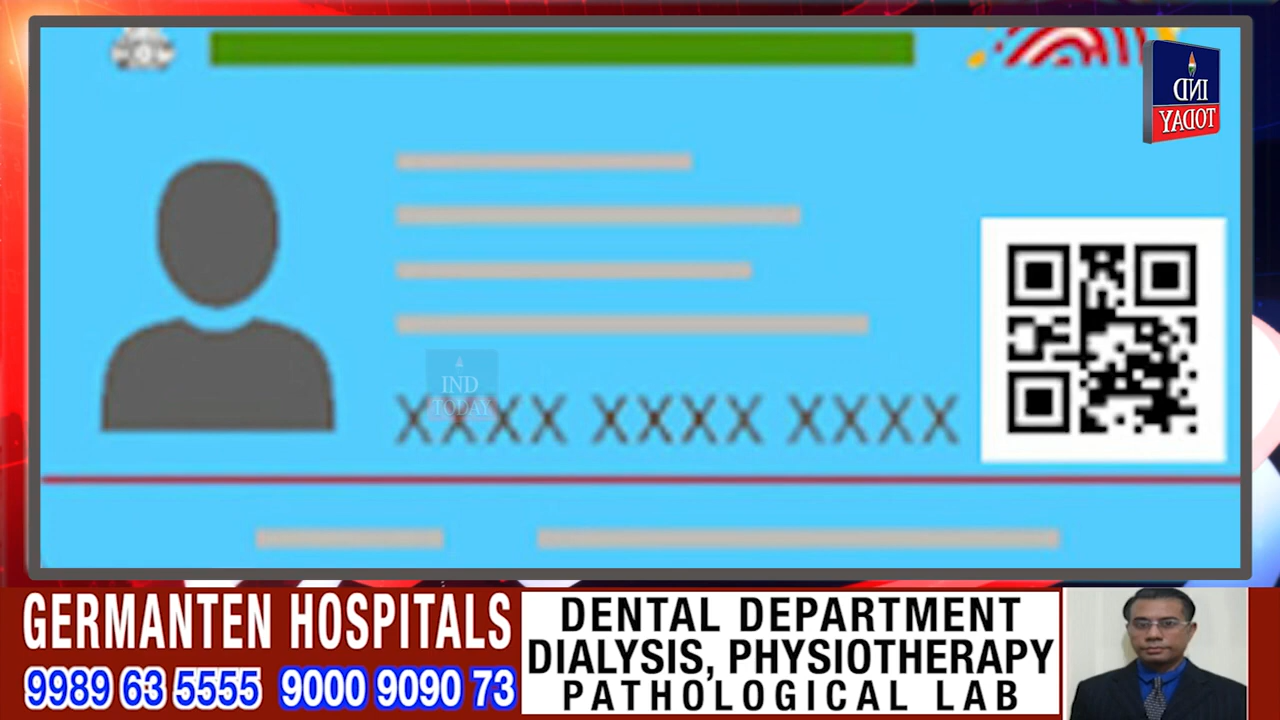 IND
TODAY
IND
TODAY
XXXX XXXX XXXX
GERMANTEN HOSPITALS
9989 63 5555 9000 9090 73
DENTAL DEPARTMENT
DIALYSIS, PHYSIOTHERAPY
PATHOLOGICAL LAB